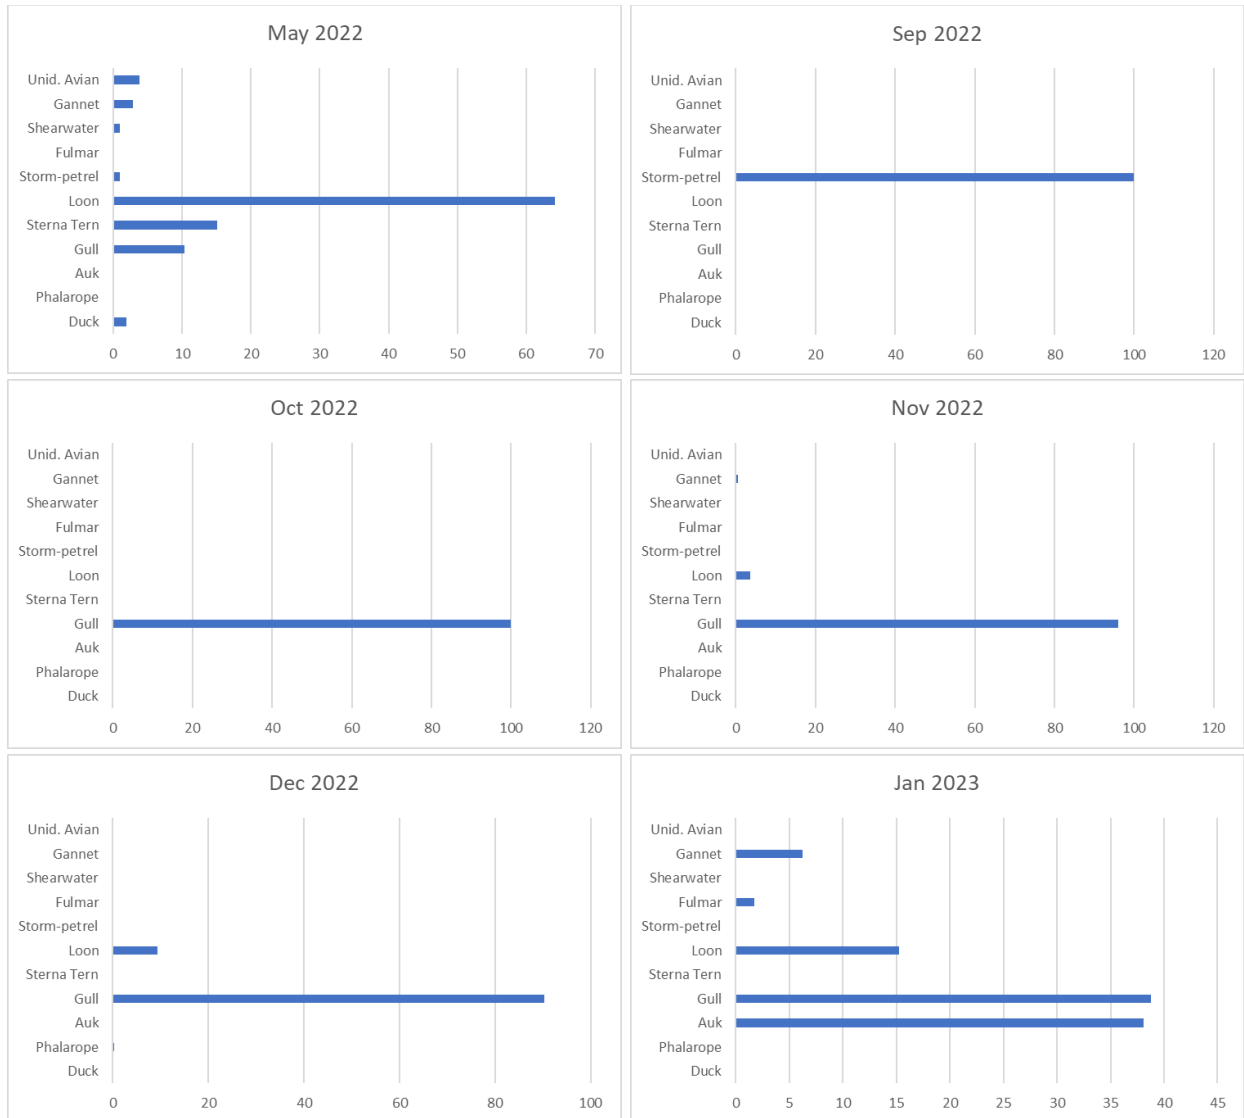 May 2022
Unid. Avian
Gannet
Shearwater
Fulmar
Storm-petrel
Loon
Sterna Tern
Gull
Auk
Phalarope
Duck
0 10 20 30 40 50 60 70
Sep 2022
Unid. Avian
Gannet
Shearwater
Fulmar
Storm-petrel
Loon
Sterna Tern
Gull
Auk
Phalarope
Duck
0 20 40 60 80 100 120
Oct 2022
Unid. Avian
Gannet
Shearwater
Fulmar
Storm-petrel
Loon
Sterna Tern
Gull
Auk
Phalarope
Duck
0 20 40 60 80 100 120
Nov 2022
Unid. Avian
Gannet
Shearwater
Fulmar
Storm-petrel
Loon
Sterna Tern
Gull
Auk
Phalarope
Duck
0 20 40 60 80 100 120
Dec 2022
Unid. Avian
Gannet
Shearwater
Fulmar
Storm-petrel
Loon
Sterna Tern
Gull
Auk
Phalarope
Duck
0 20 40 60 80 100
Jan 2023
Unid. Avian
Gannet
Shearwater
Fulmar
Storm-petrel
Loon
Sterna Tern
Gull
Auk
Phalarope
Duck
0 5 10 15 20 25 30 35 40 45